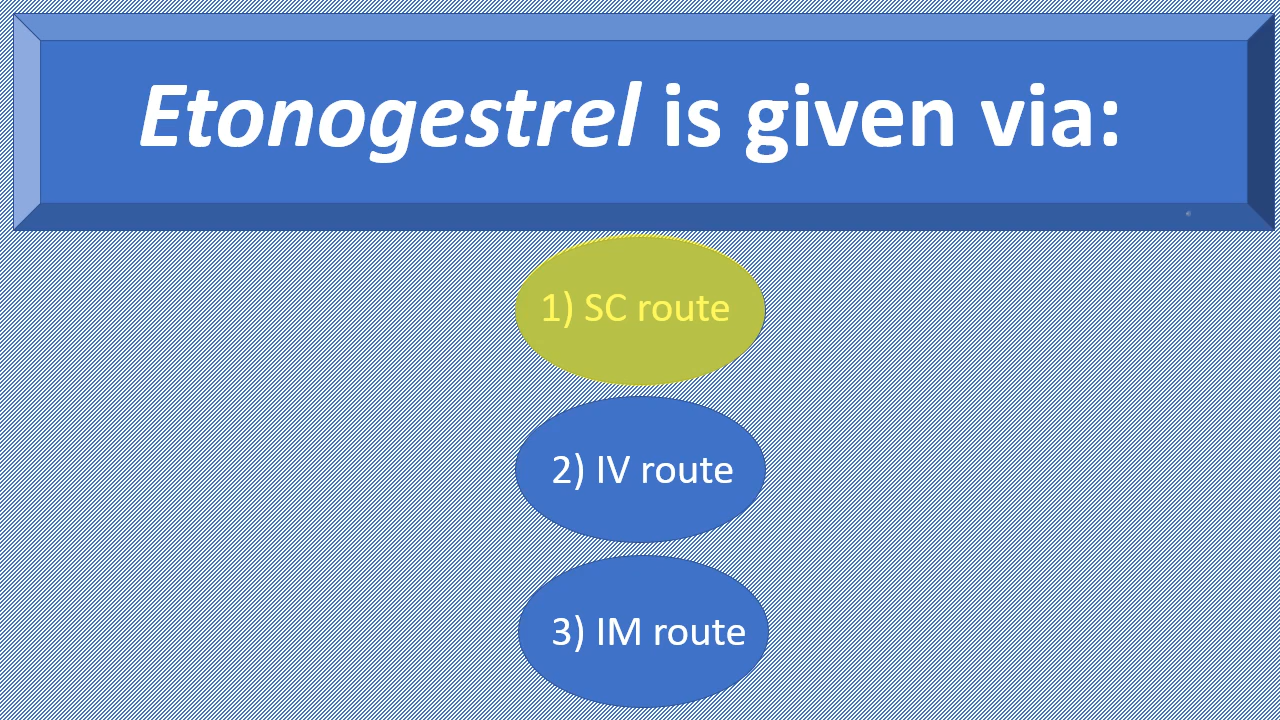 Etonogestrel is given via:
1) SC route
2) IV route
3) IM route